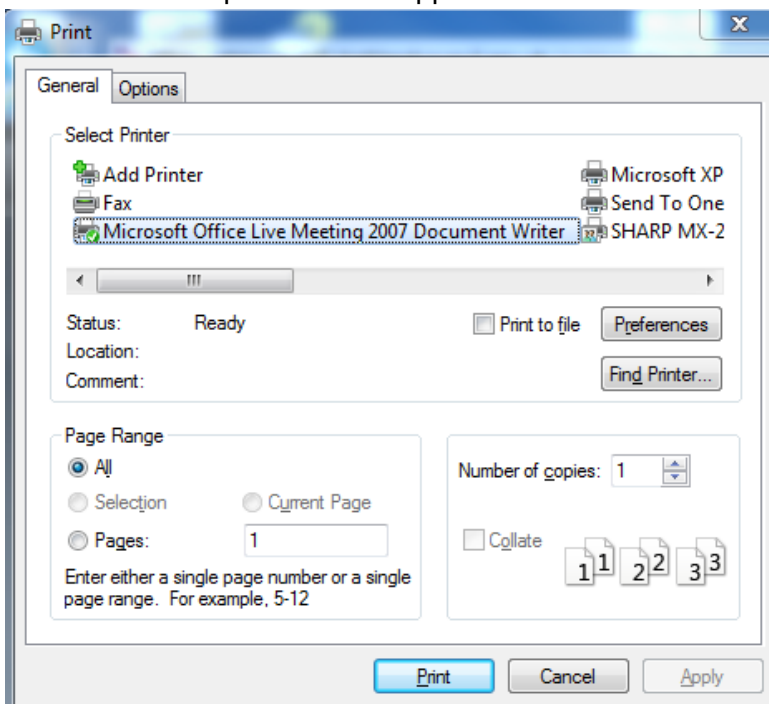 Print
X
General Options
Select Printer
Add Printer Microsoft XP
Fax Send To One
Microsoft Office Live Meeting 2007 Document Writer SHARP MX-2
Status: Ready Print to file Preferences
Location:
Comment: Find Printer...
Page Range
All Number of copies: 1
Selection Current Page
Pages: 1 Collate
1 1 2 2 3 3
Enter either a single page number or a single
page range. For example, 5-12
Print Cancel Apply